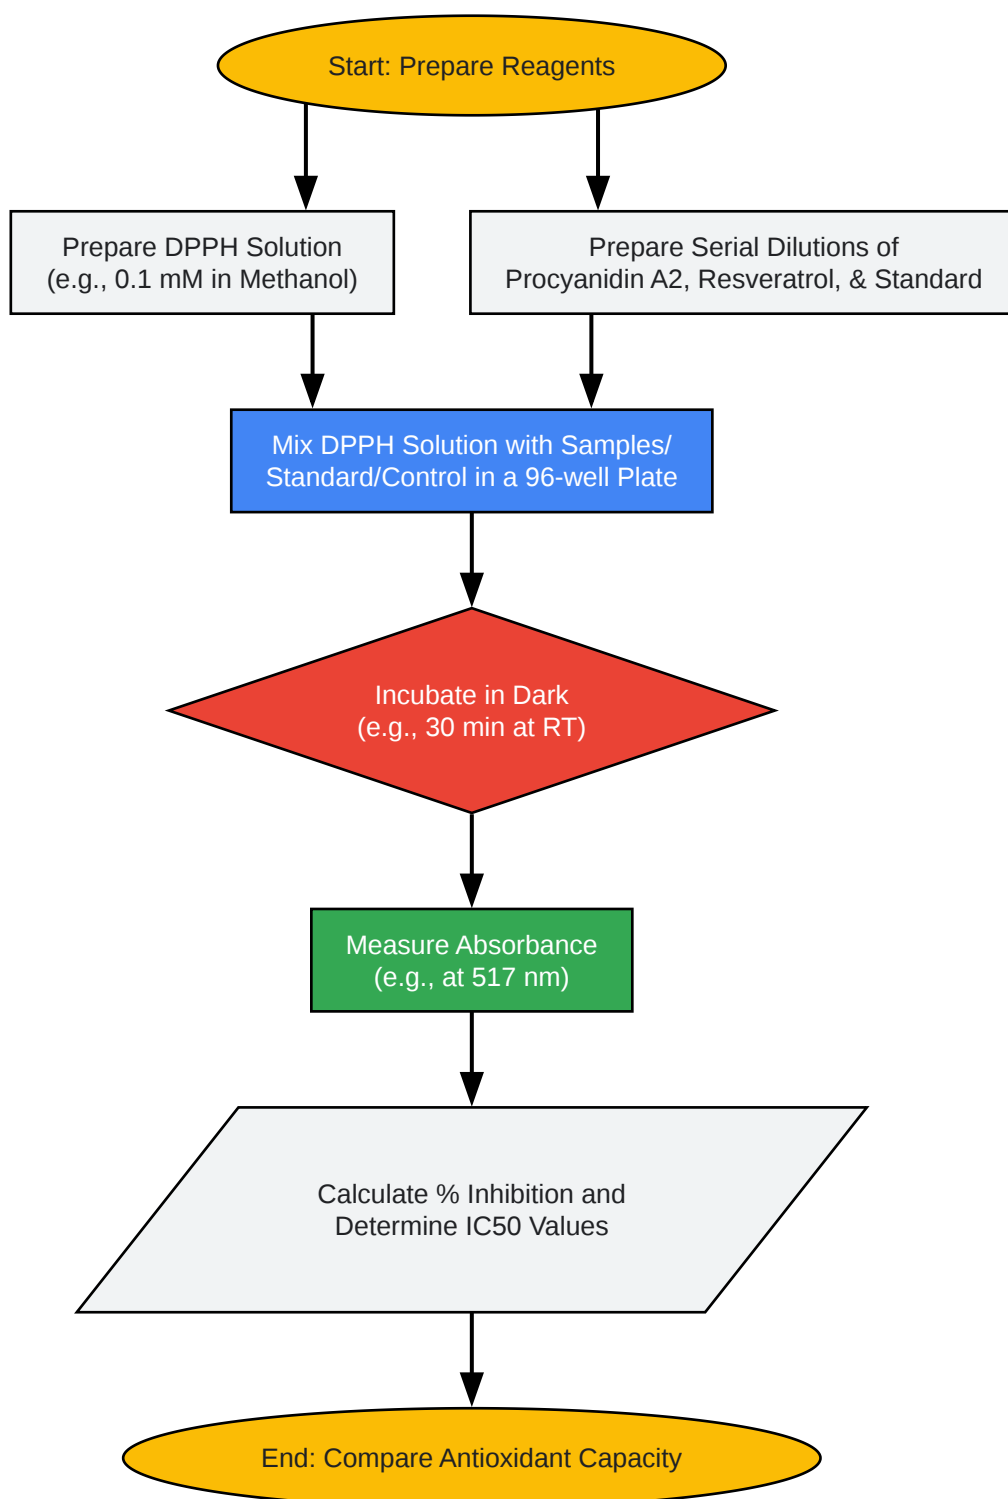 Start: Prepare Reagents
Prepare DPPH Solution
(e.g., 0.1 mM in Methanol)
Prepare Serial Dilutions of
Procyanidin A2, Resveratrol, & Standard
Mix DPPH Solution with Samples/
Standard/Control in a 96-well Plate
Incubate in Dark
(e.g., 30 min at RT)
Measure Absorbance
(e.g., at 517 nm)
Calculate % Inhibition and
Determine IC50 Values
End: Compare Antioxidant Capacity